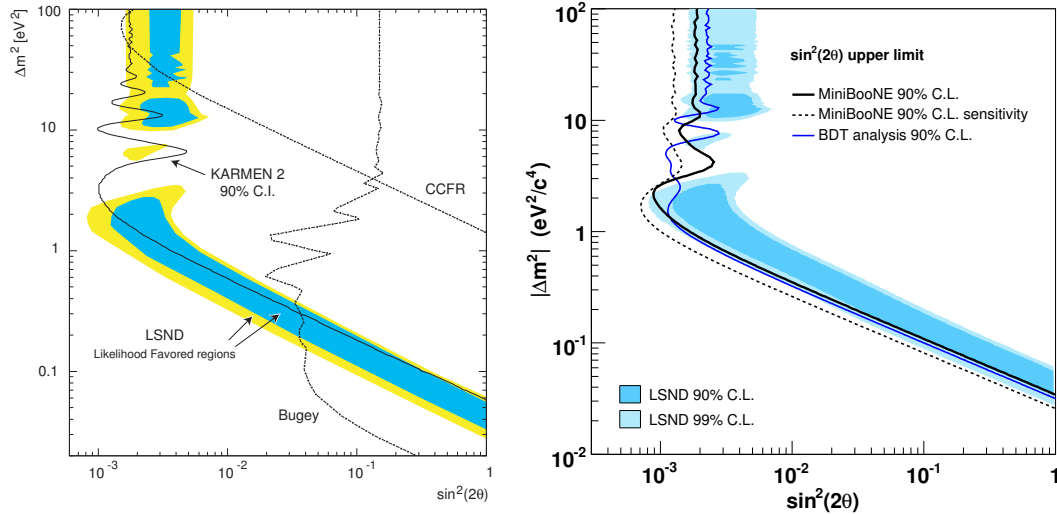 Δm² [eV²]
100
10
1
0.1
KARMEN 2
90% C.I.
CCFR
LSND
Likelihood Favored regions
Bugey
10⁻³
10⁻²
10⁻¹
1
sin²(2θ)
|Δm²| (eV²/c⁴)
10²
10
1
10⁻¹
10⁻²
sin²(2θ) upper limit
MiniBooNE 90% C.L.
MiniBooNE 90% C.L. sensitivity
BDT analysis 90% C.L.
LSND 90% C.L.
LSND 99% C.L.
10⁻³
10⁻²
10⁻¹
1
sin²(2θ)